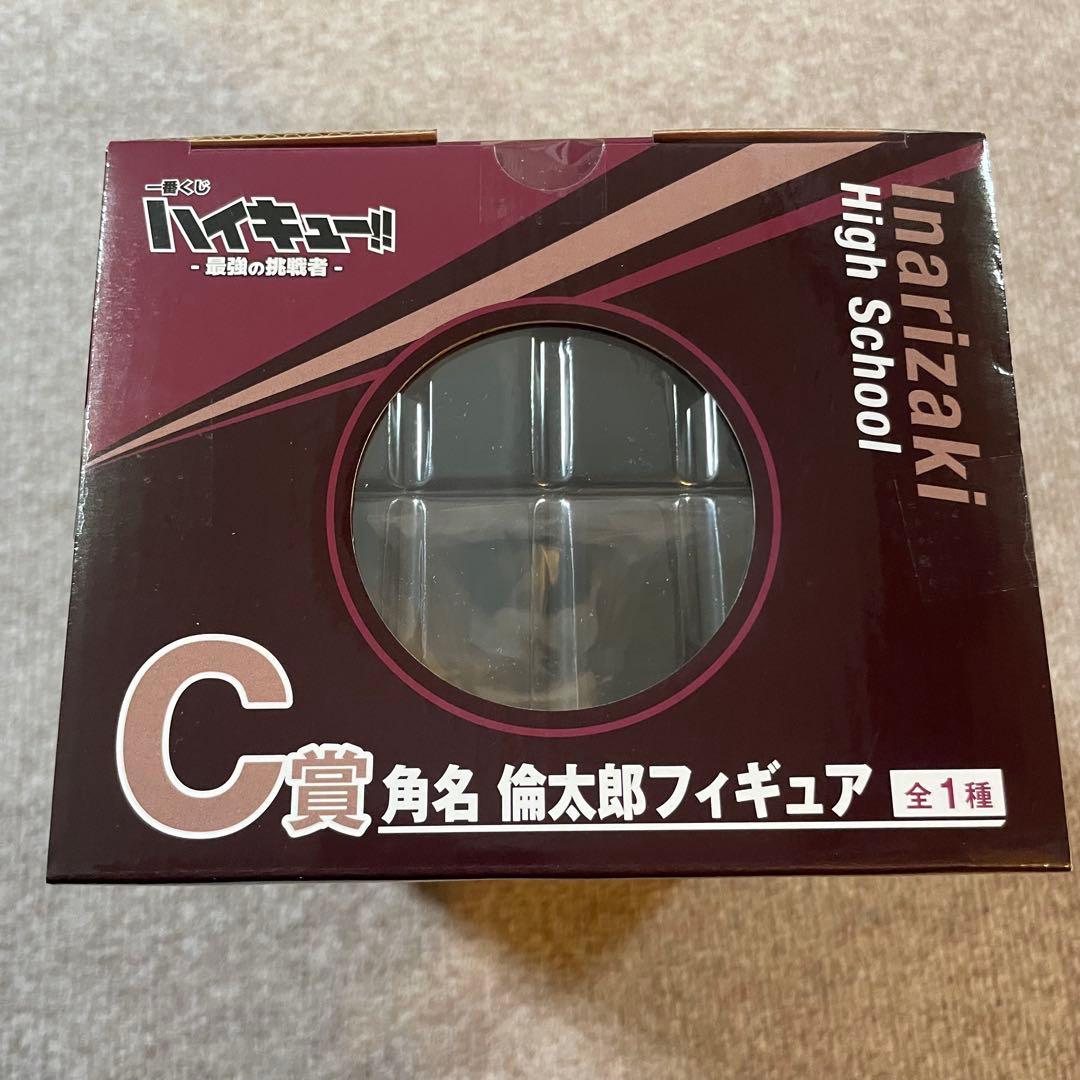 一番くじ
ハイキュー!!
- 最強の挑戦者 -
Inarizaki
High School
C賞 角名 倫太郎フィギュア 全1種